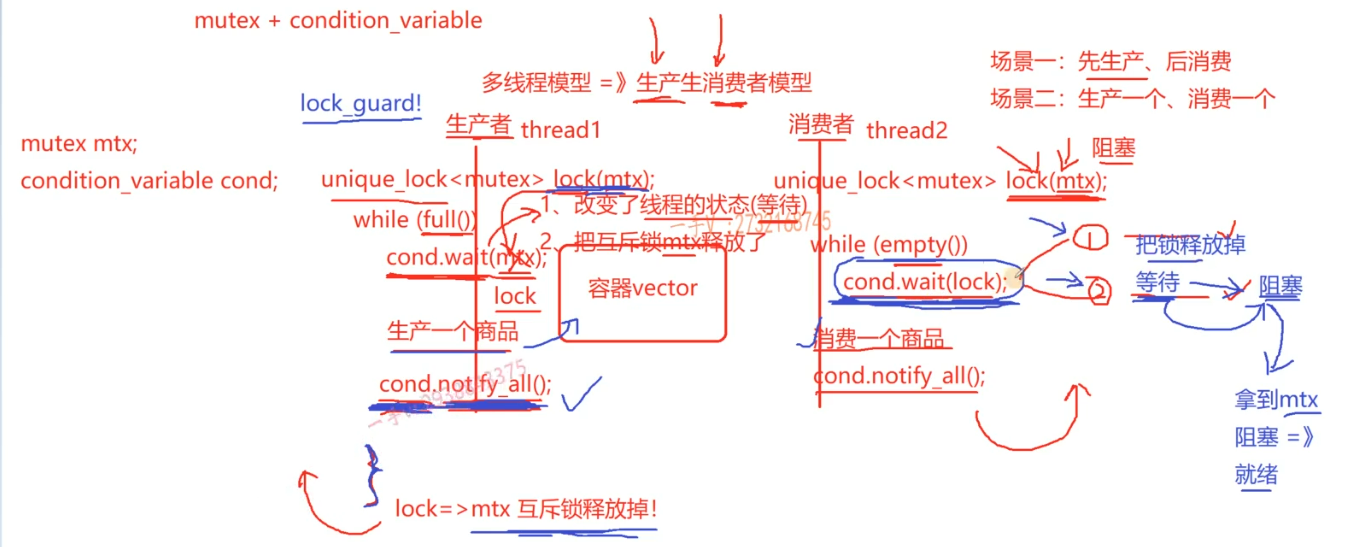 mutex + condition_variable
多线程模型 =》生产生消费者模型
场景一：先生产、后消费
场景二：生产一个、消费一个
lock_guard!
mutex mtx;
condition_variable cond;
生产者 thread1
unique_lock<mutex> lock(mtx);
1、改变了线程的状态(等待)
while (full())
2、把互斥锁mtx释放了
cond.wait(mtx);
lock
容器vector
生产一个商品
cond.notify_all();
}
lock=>mtx 互斥锁释放掉！
消费者 thread2
阻塞
unique_lock<mutex> lock(mtx);
while (empty())
cond.wait(lock);
① 把锁释放掉
② 等待 阻塞
消费一个商品
cond.notify_all();
拿到mtx
阻塞 =》
就绪